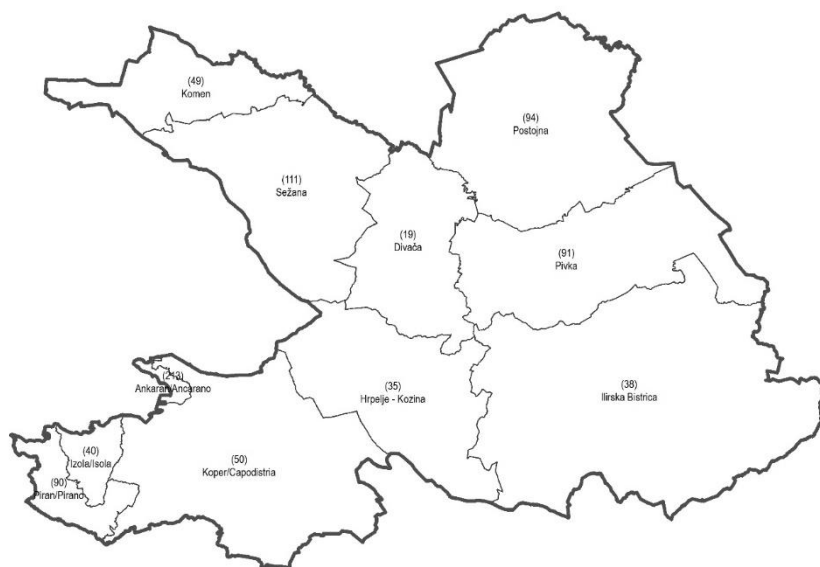 (49)
Komen
(94)
Postojna
(111)
Sežana
(19)
Divača
(91)
Pivka
(213)
Ankaran/Ancarano
(35)
Hrpelje - Kozina
(38)
Ilirska Bistrica
(40)
Izola/Isola
(50)
Koper/Capodistria
(90)
Piran/Pirano